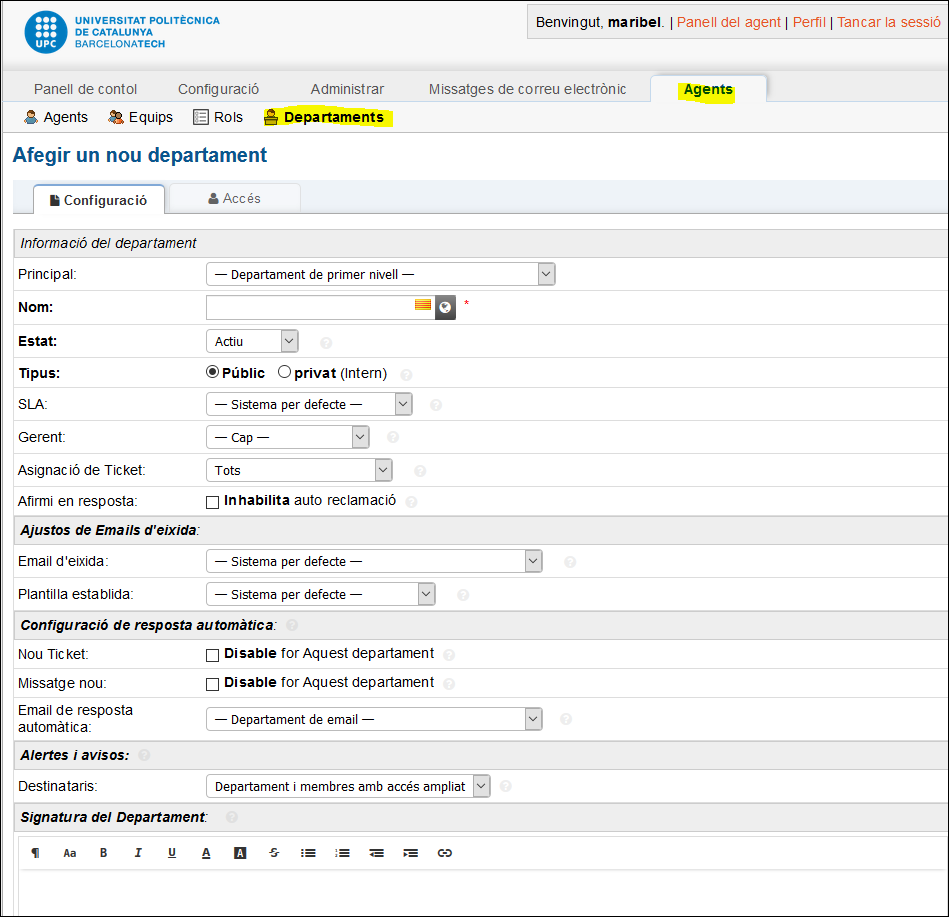 UNIVERSITAT POLITÈCNICA
DE CATALUNYA
BARCELONATECH
UPC
Benvingut, maribel. | Panell del agent | Perfil | Tancar la sessió
Panell de contol Configuració Administrar Missatges de correu electrònic Agents
Agents Equips Rols Departaments
Afegir un nou departament
Configuració Accés
Informació del departament
Principal: — Departament de primer nivell —
Nom: *
Estat: Actiu
Tipus: Públic privat (Intern)
SLA: — Sistema per defecte —
Gerent: — Cap —
Asignació de Ticket: Tots
Afirmi en resposta: Inhabilita auto reclamació
Ajustos de Emails d'eixida:
Email d'eixida: — Sistema per defecte —
Plantilla establida: — Sistema per defecte —
Configuració de resposta automàtica:
Nou Ticket: Disable for Aquest departament
Missatge nou: Disable for Aquest departament
Email de resposta
automàtica: — Departament de email —
Alertes i avisos:
Destinataris: Departament i membres amb accés ampliat
Signatura del Departament:
¶ Aa B I U A A S